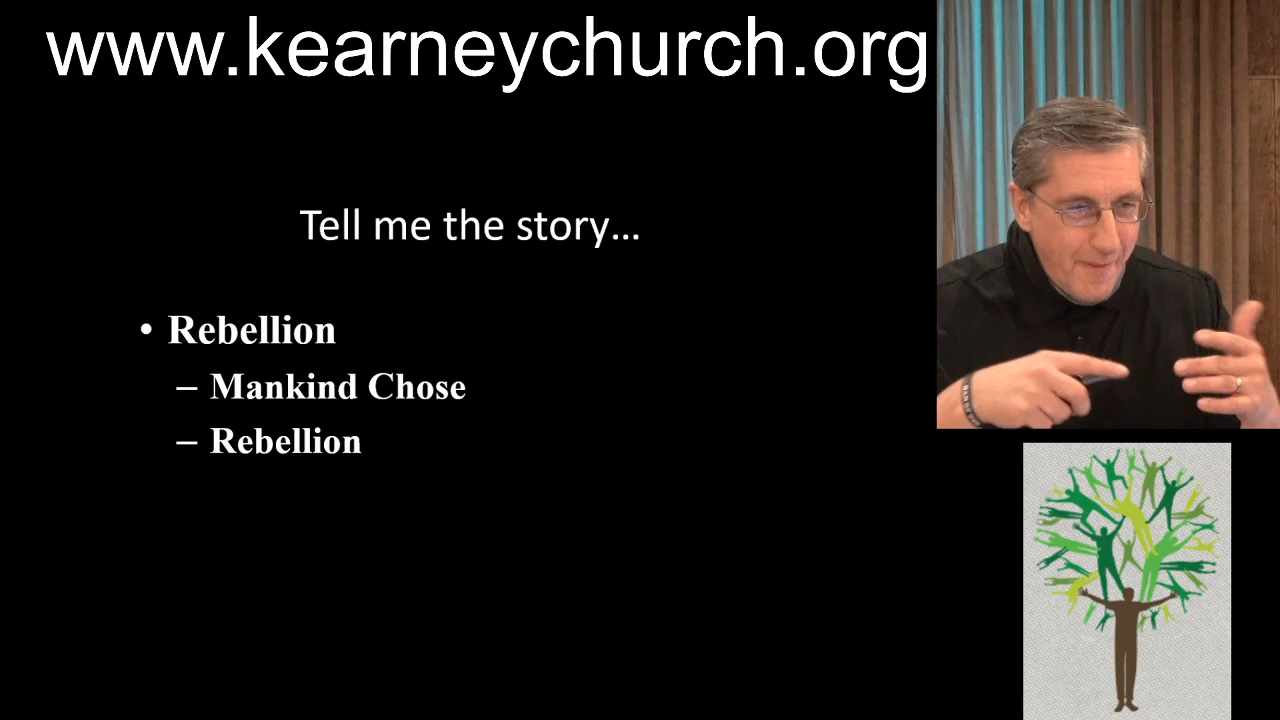 www.kearneychurch.org
Tell me the story…
• Rebellion
– Mankind Chose
– Rebellion